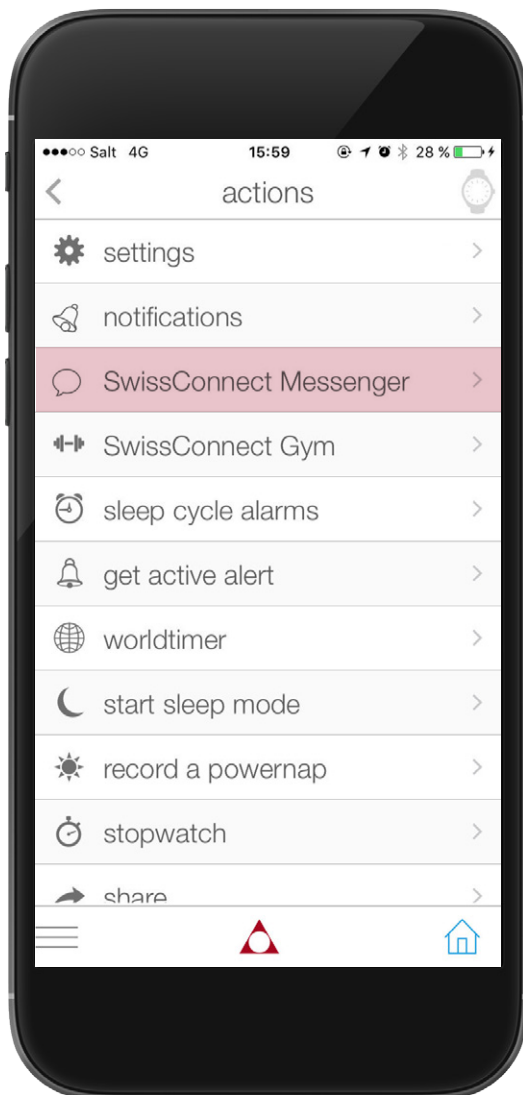 Salt 4G 15:59 28 %
actions
settings
notifications
SwissConnect Messenger
SwissConnect Gym
sleep cycle alarms
get active alert
worldtimer
start sleep mode
record a powernap
stopwatch
share